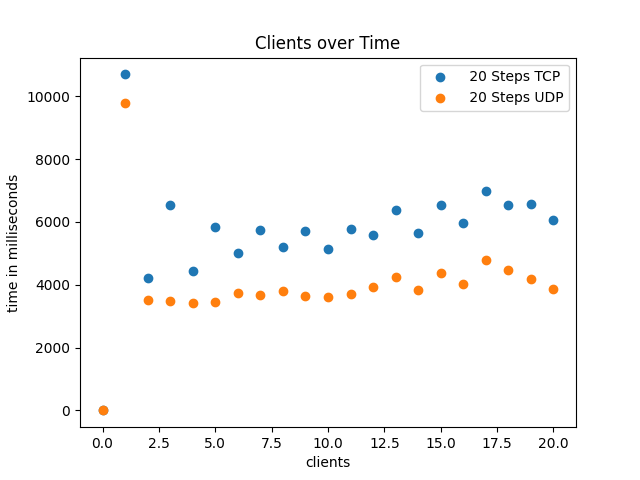 Clients over Time
20 Steps TCP
20 Steps UDP
10000
8000
6000
4000
2000
0
time in milliseconds
0.0 2.5 5.0 7.5 10.0 12.5 15.0 17.5 20.0
clients